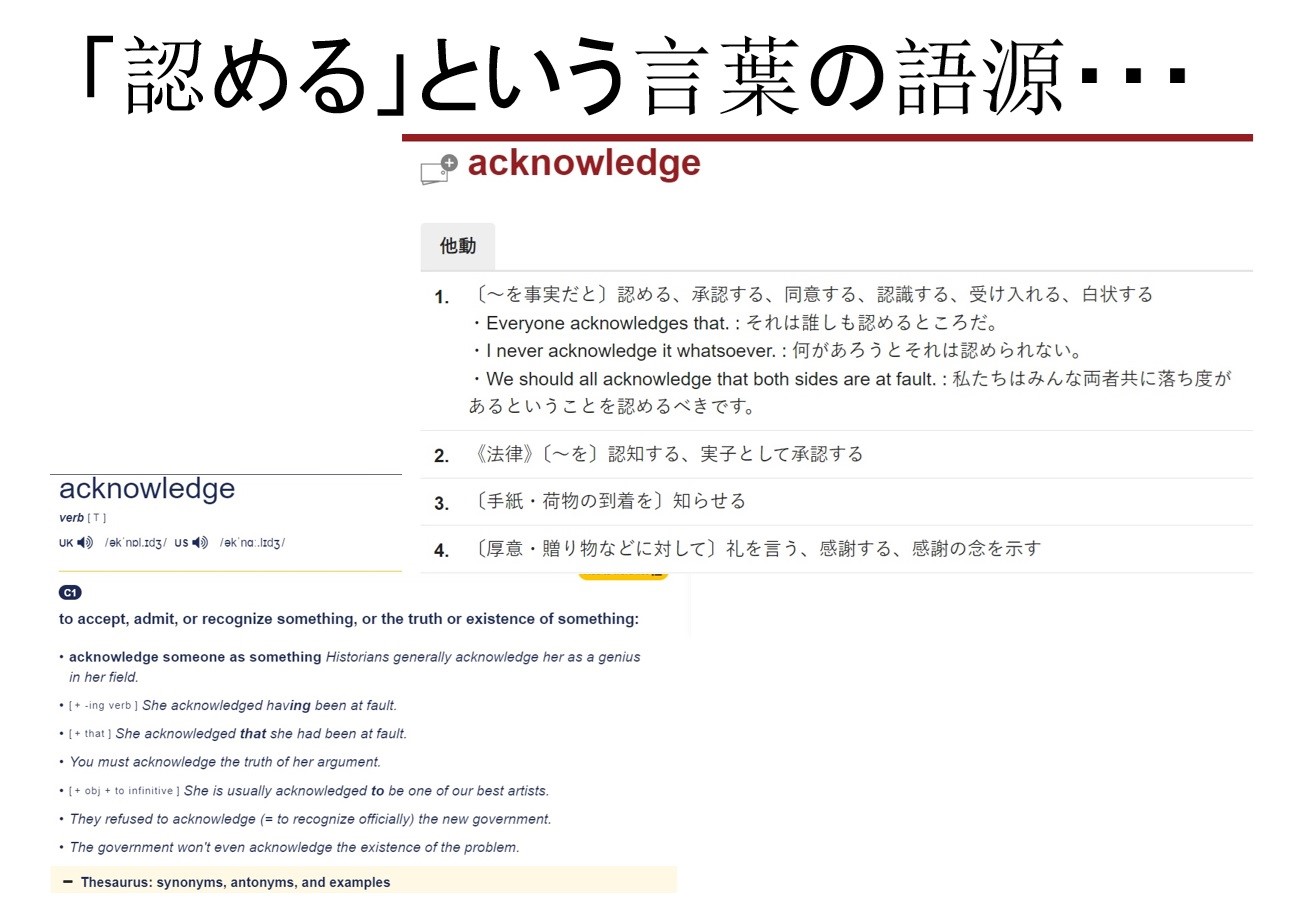 「認める」という言葉の語源・・・
acknowledge
他動
1. 〔～を事実だと〕認める、承認する、同意する、認識する、受け入れる、白状する
・Everyone acknowledges that. : それは誰しも認めるところだ。
・I never acknowledge it whatsoever. : 何があろうとそれは認められない。
・We should all acknowledge that both sides are at fault. : 私たちはみんな両者共に落ち度が
あるということを認めるべきです。
2. 《法律》〔～を〕認知する、実子として承認する
3. 〔手紙・荷物の到着を〕知らせる
4. 〔厚意・贈り物などに対して〕礼を言う、感謝する、感謝の念を示す
acknowledge
verb [ T ]
UK /əkˈnɒl.ɪdʒ/ US /əkˈnɑː.lɪdʒ/
C1
to accept, admit, or recognize something, or the truth or existence of something:
• acknowledge someone as something Historians generally acknowledge her as a genius
in her field.
• [ + -ing verb ] She acknowledged having been at fault.
• [ + that ] She acknowledged that she had been at fault.
• You must acknowledge the truth of her argument.
• [ + obj + to infinitive ] She is usually acknowledged to be one of our best artists.
• They refused to acknowledge (= to recognize officially) the new government.
• The government won't even acknowledge the existence of the problem.
– Thesaurus: synonyms, antonyms, and examples